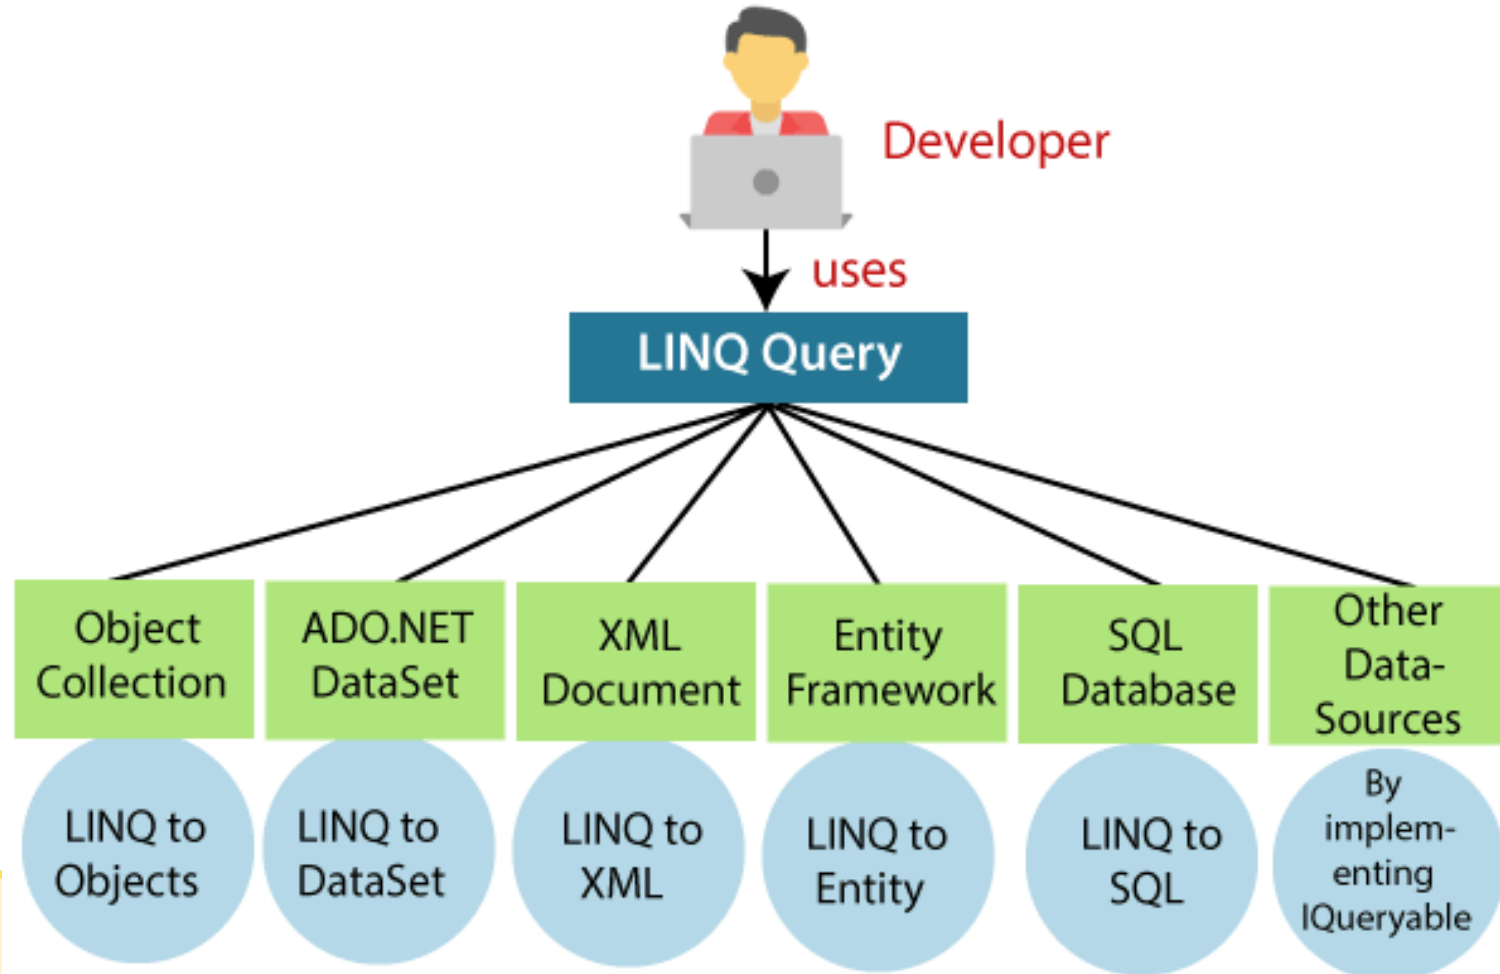 Developer
uses
LINQ Query
Object
Collection
ADO.NET
DataSet
XML
Document
Entity
Framework
SQL
Database
Other
Data-
Sources
LINQ to
Objects
LINQ to
DataSet
LINQ to
XML
LINQ to
Entity
LINQ to
SQL
By
implem-
enting
IQueryable